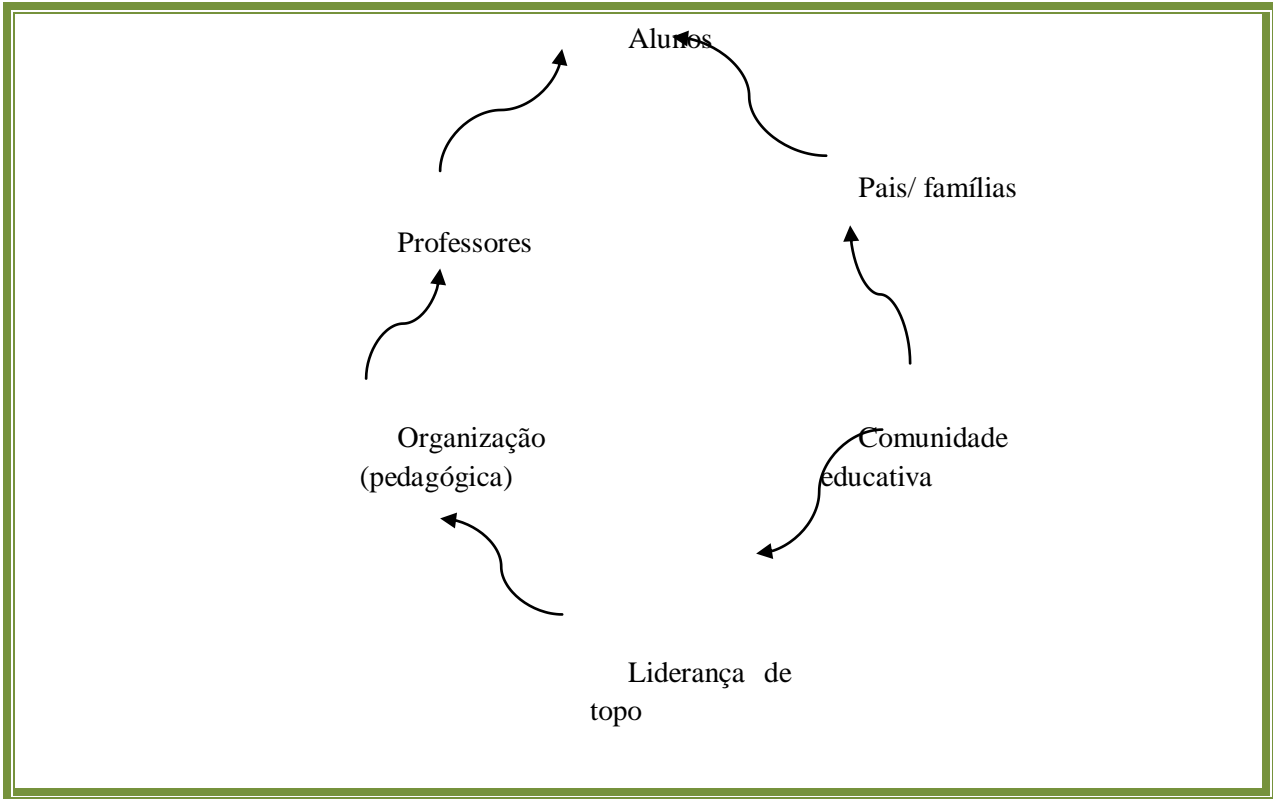 Alunos
Pais/ famílias
Professores
Organização
(pedagógica)
Comunidade
educativa
Liderança de
topo